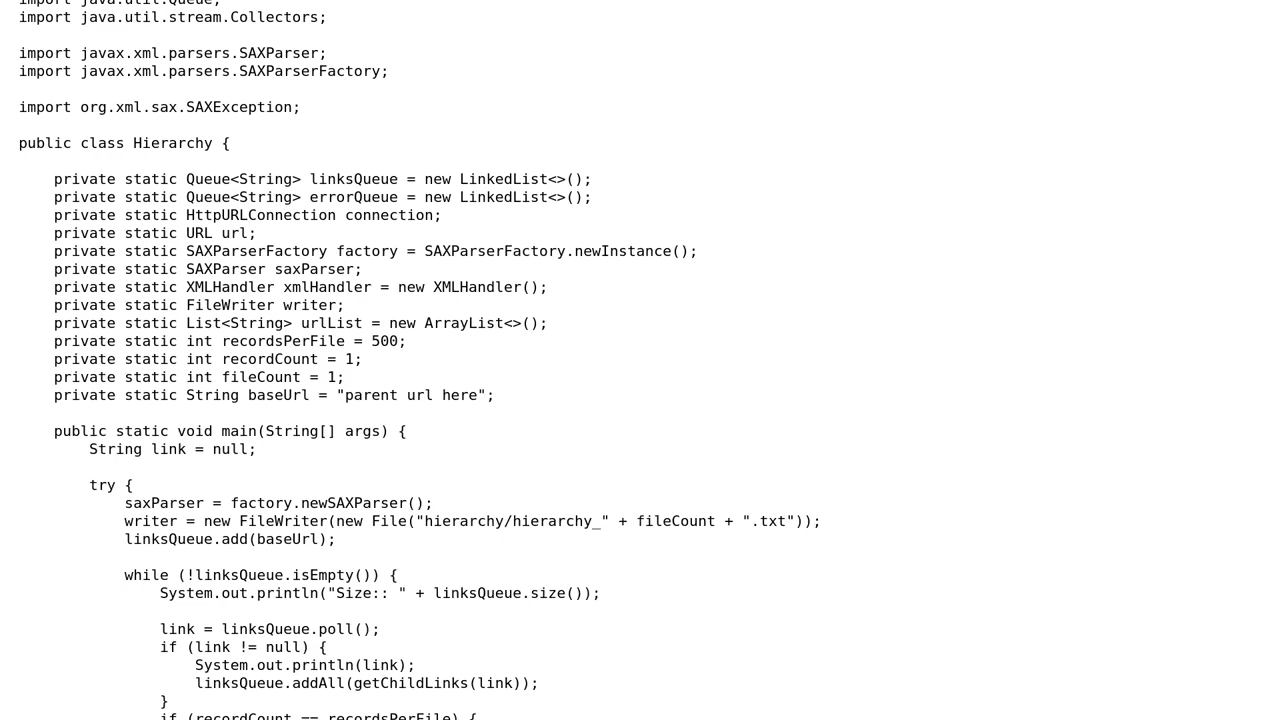 import java.util.Queue;
import java.util.stream.Collectors;

import javax.xml.parsers.SAXParser;
import javax.xml.parsers.SAXParserFactory;

import org.xml.sax.SAXException;

public class Hierarchy {

    private static Queue<String> linksQueue = new LinkedList<>();
    private static Queue<String> errorQueue = new LinkedList<>();
    private static HttpURLConnection connection;
    private static URL url;
    private static SAXParserFactory factory = SAXParserFactory.newInstance();
    private static SAXParser saxParser;
    private static XMLHandler xmlHandler = new XMLHandler();
    private static FileWriter writer;
    private static List<String> urlList = new ArrayList<>();
    private static int recordsPerFile = 500;
    private static int recordCount = 1;
    private static int fileCount = 1;
    private static String baseUrl = "parent url here";

    public static void main(String[] args) {
        String link = null;

        try {
            saxParser = factory.newSAXParser();
            writer = new FileWriter(new File("hierarchy/hierarchy_" + fileCount + ".txt"));
            linksQueue.add(baseUrl);

            while (!linksQueue.isEmpty()) {
                System.out.println("Size:: " + linksQueue.size());

                link = linksQueue.poll();
                if (link != null) {
                    System.out.println(link);
                    linksQueue.addAll(getChildLinks(link));
                }
                if (recordCount == recordsPerFile) {